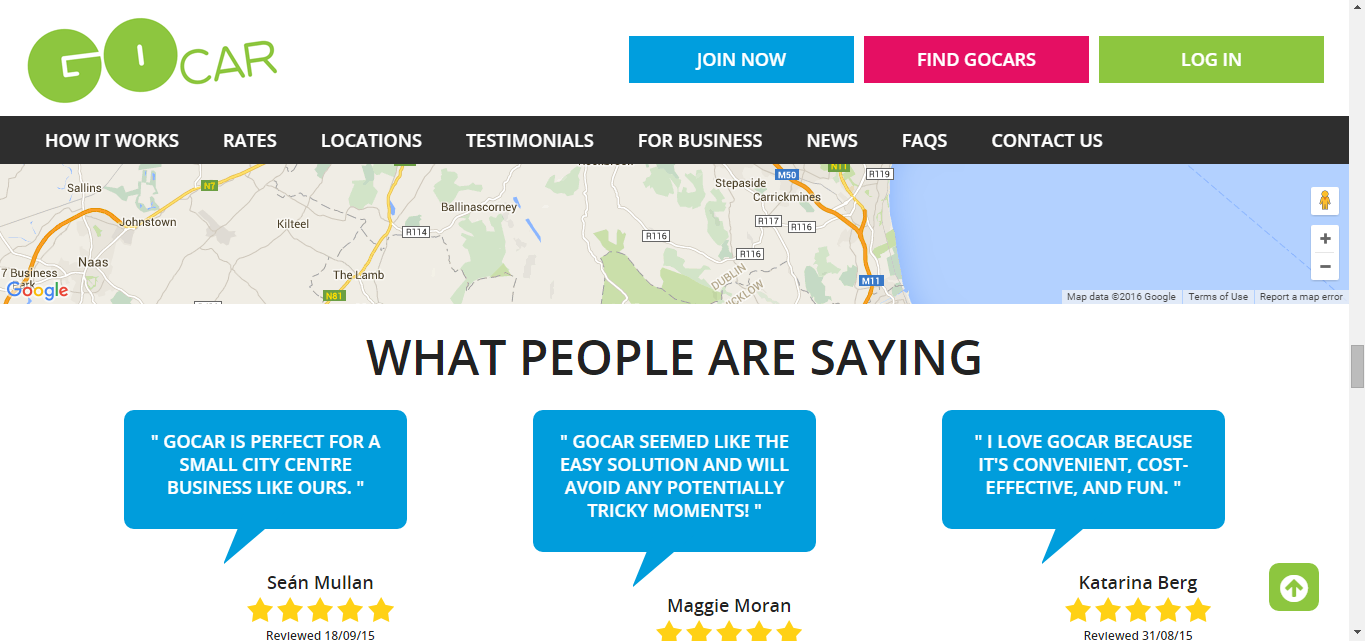 GOCAR
JOIN NOW
FIND GOCARS
LOG IN
HOW IT WORKS
RATES
LOCATIONS
TESTIMONIALS
FOR BUSINESS
NEWS
FAQS
CONTACT US
Sallins
N7
Johnstown
Kilteel
Naas
7 Business
Park
Google
The Lamb
N81
R114
Ballinascorney
R116
R116
Stepaside
M50
N11
R119
Carrickmines
R117
R116
DUBLIN
WICKLOW
M11
Map data ©2016 Google
Terms of Use
Report a map error
WHAT PEOPLE ARE SAYING
" GOCAR IS PERFECT FOR A
SMALL CITY CENTRE
BUSINESS LIKE OURS. "
Seán Mullan
Reviewed 18/09/15
" GOCAR SEEMED LIKE THE
EASY SOLUTION AND WILL
AVOID ANY POTENTIALLY
TRICKY MOMENTS! "
Maggie Moran
" I LOVE GOCAR BECAUSE
IT'S CONVENIENT, COST-
EFFECTIVE, AND FUN. "
Katarina Berg
Reviewed 31/08/15